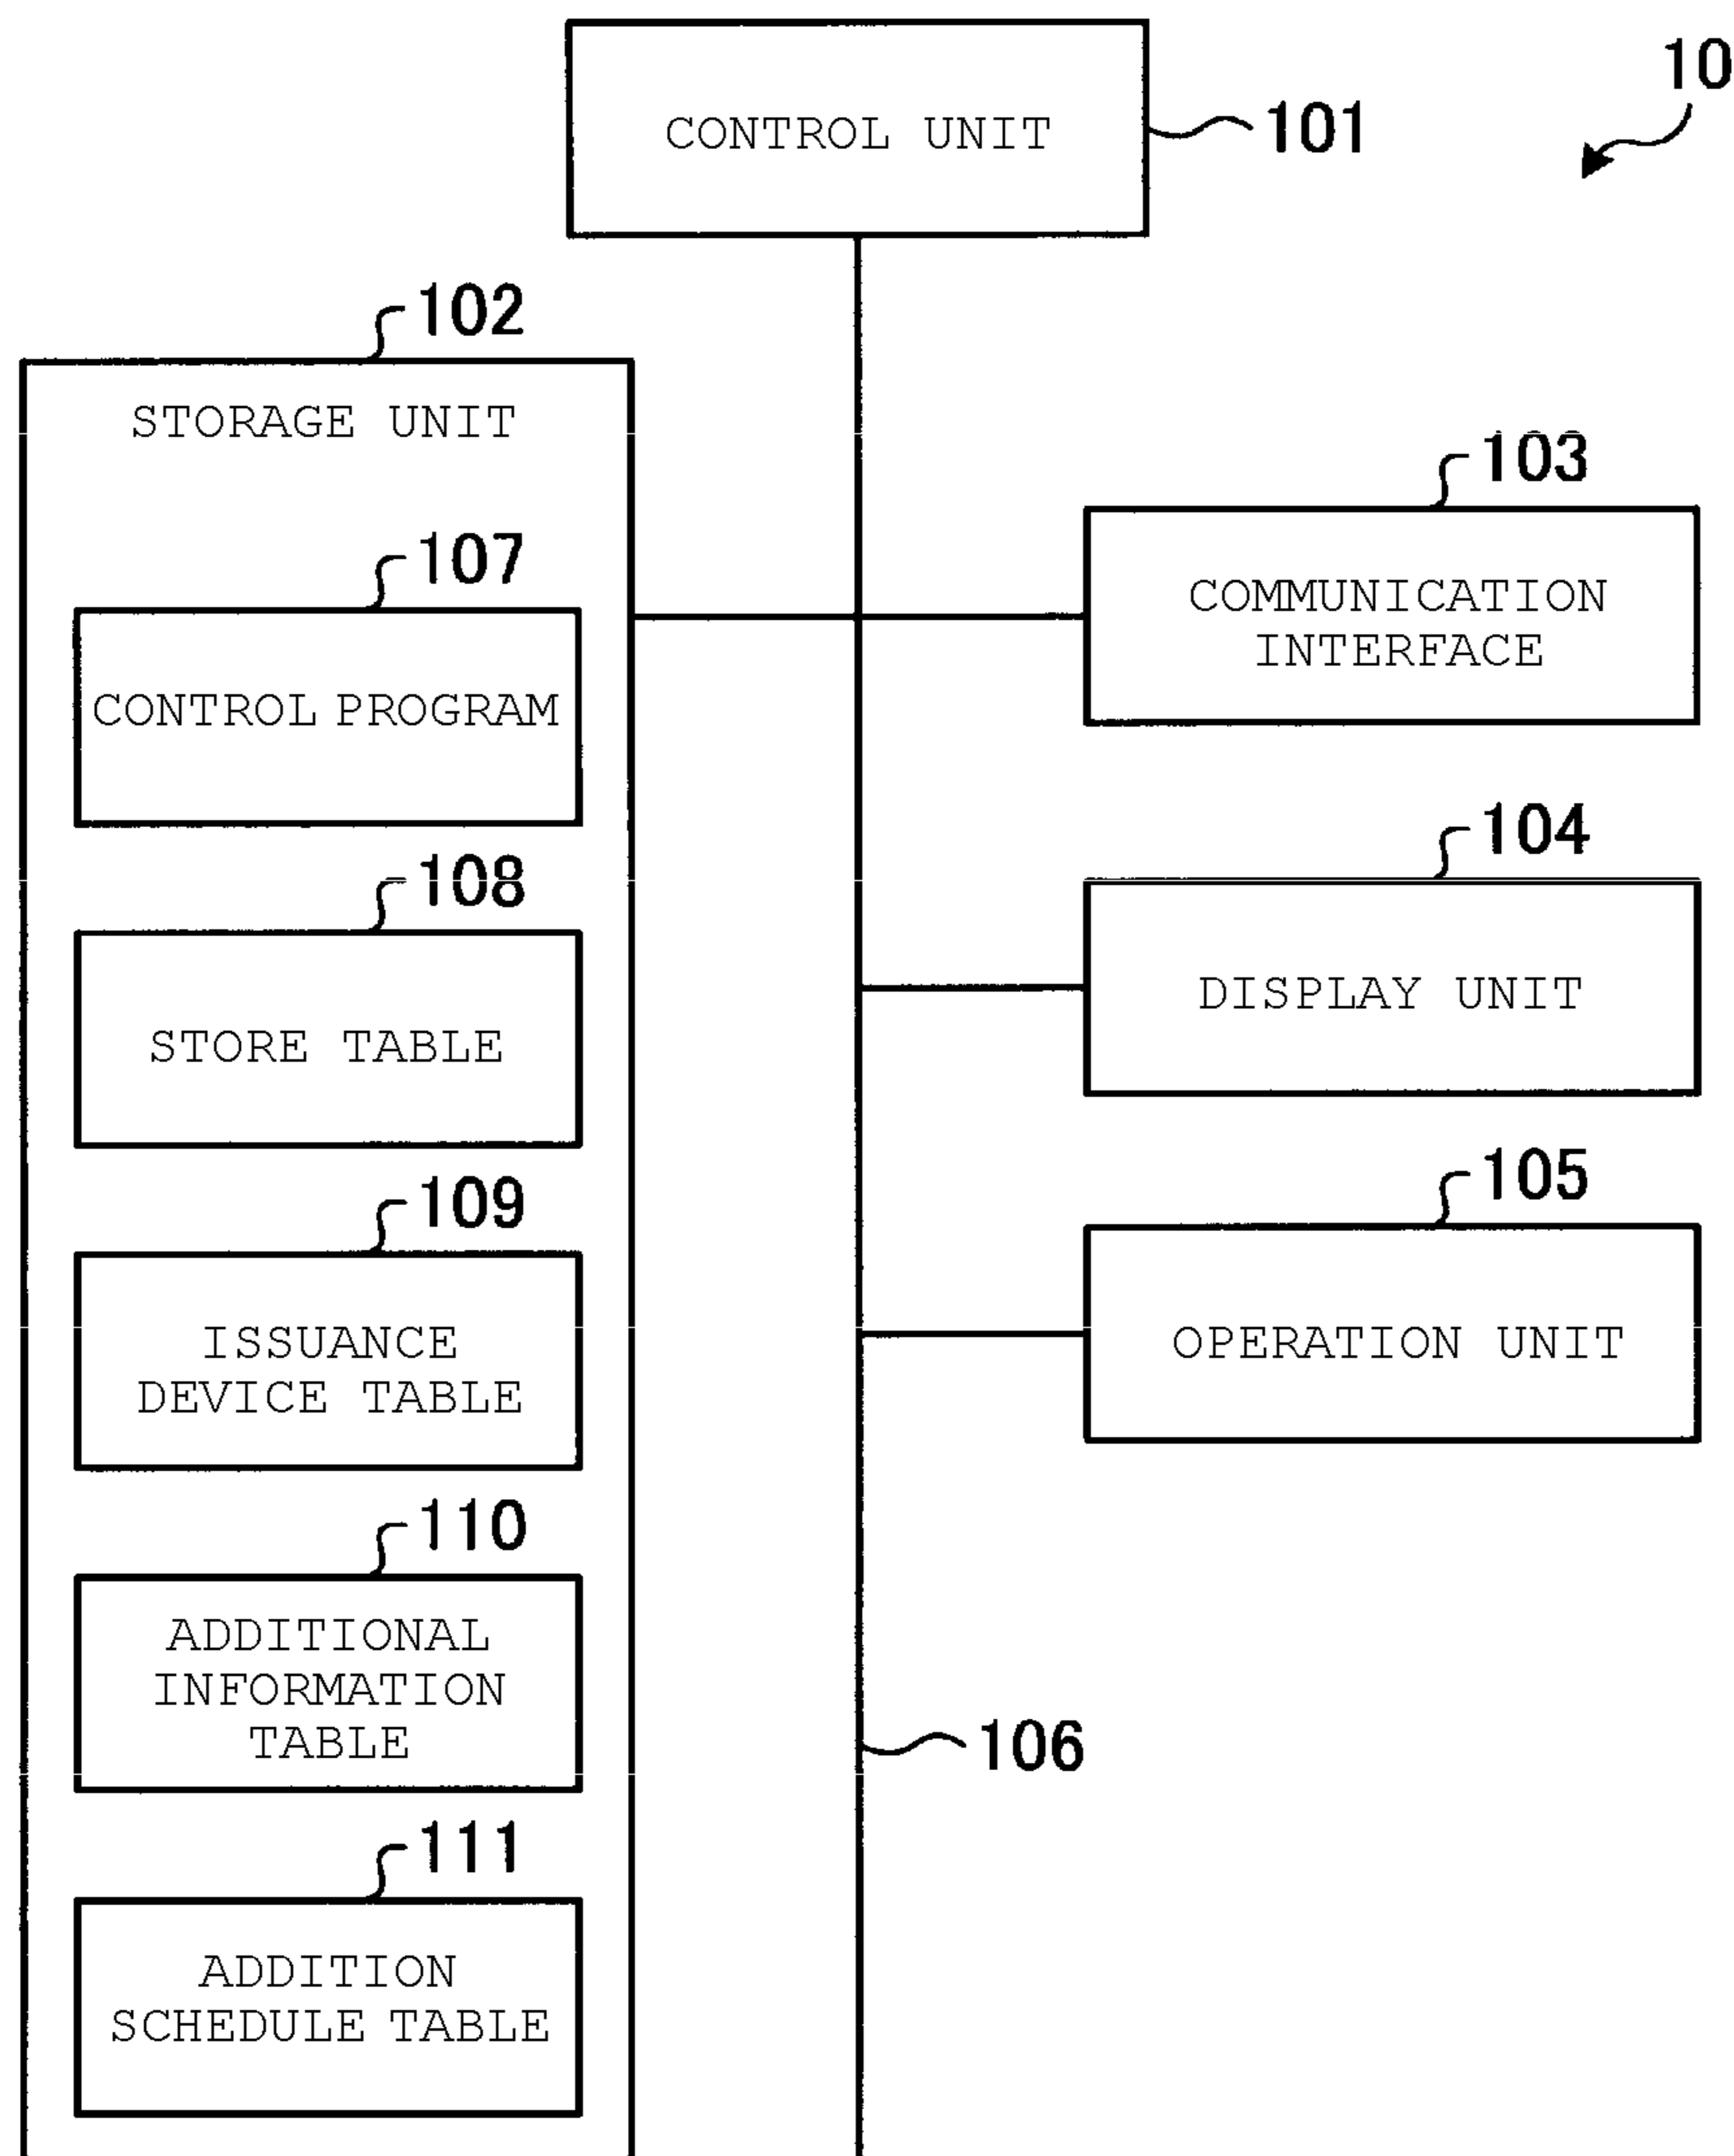 10
CONTROL UNIT
101
102
STORAGE UNIT
103
107
COMMUNICATION
INTERFACE
CONTROL PROGRAM
104
108
DISPLAY UNIT
STORE TABLE
105
109
ISSUANCE
DEVICE TABLE
OPERATION UNIT
110
ADDITIONAL
INFORMATION
TABLE
106
111
ADDITION
SCHEDULE TABLE